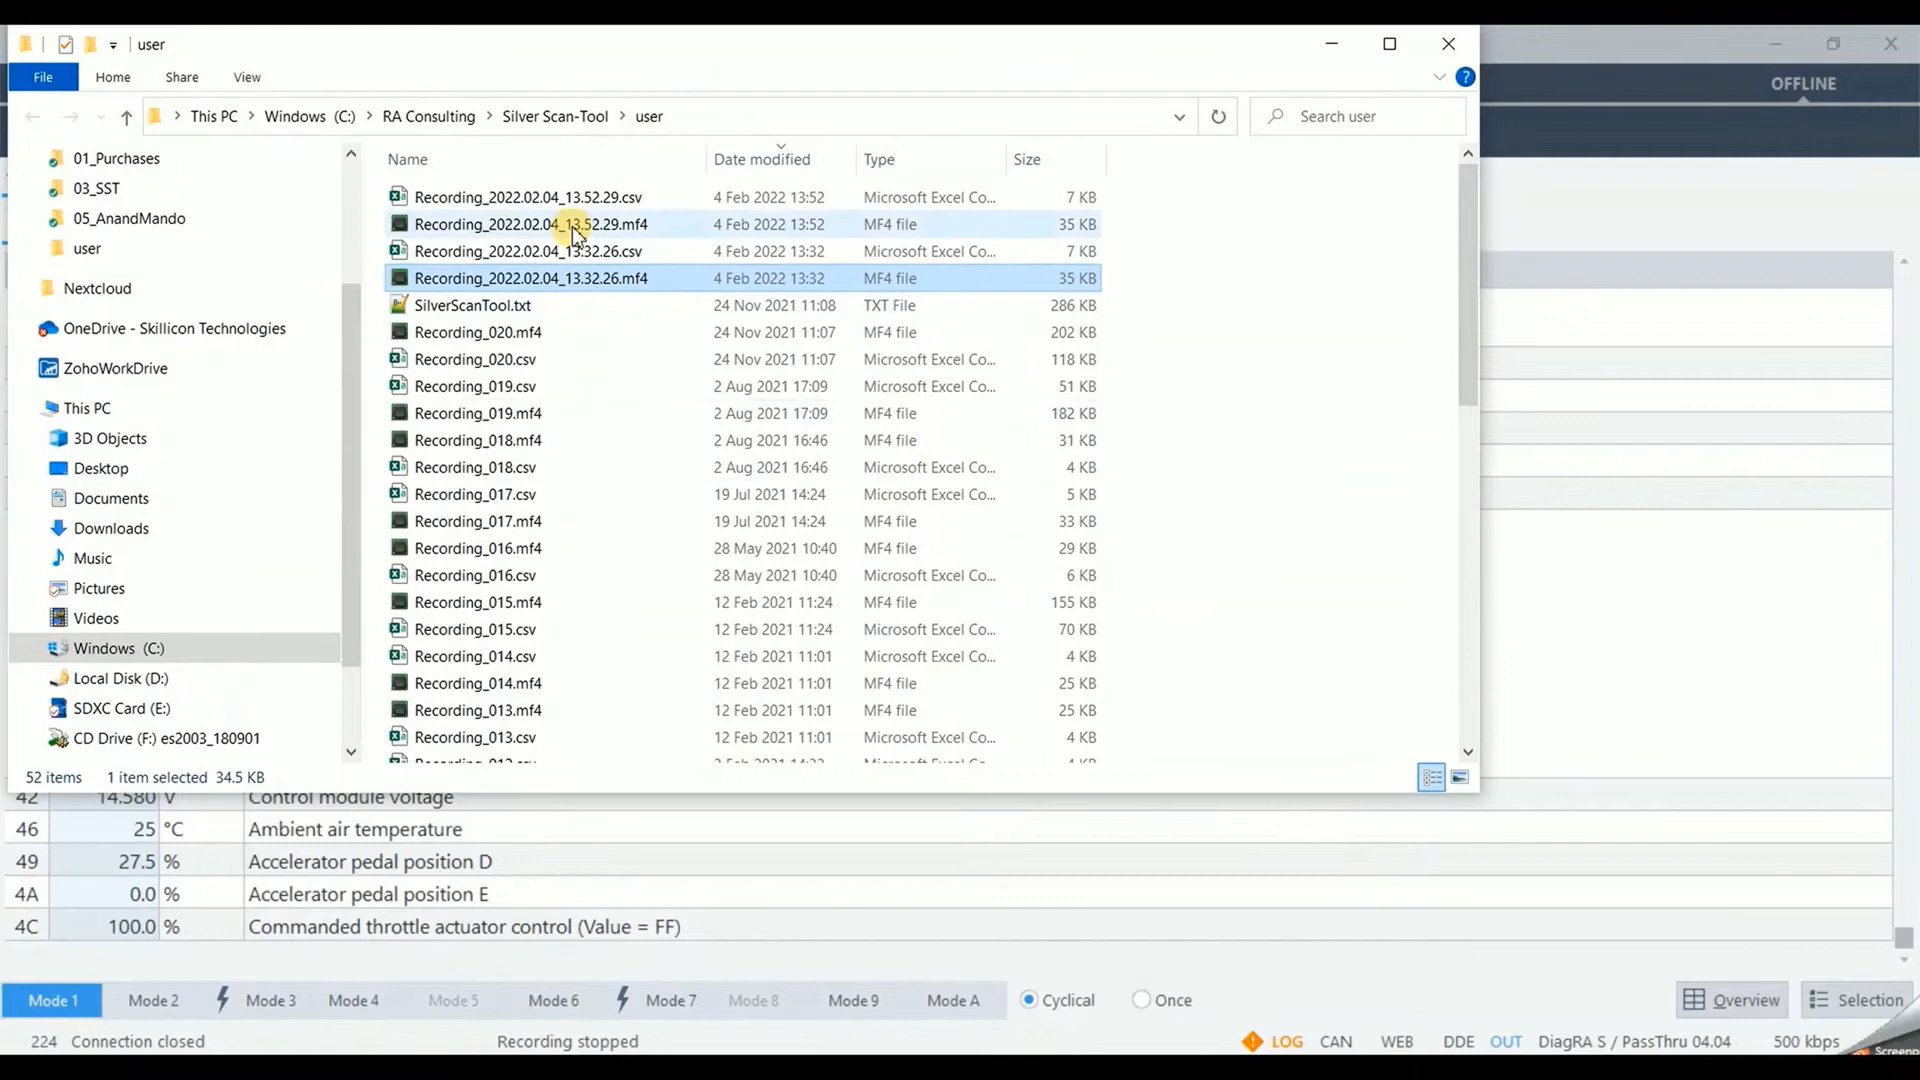 user
OFFLINE
File Home Share View
This PC Windows (C:) RA Consulting Silver Scan-Tool user
Search user
01_Purchases
03_SST
05_AnandMando
user
Nextcloud
OneDrive - Skillicon Technologies
ZohoWorkDrive
This PC
3D Objects
Desktop
Documents
Downloads
Music
Pictures
Videos
Windows (C:)
Local Disk (D:)
SDXC Card (E:)
CD Drive (F:) es2003_180901
Name Date modified Type Size
Recording_2022.02.04_13.52.29.csv 4 Feb 2022 13:52 Microsoft Excel Co... 7 KB
Recording_2022.02.04_13.52.29.mf4 4 Feb 2022 13:52 MF4 file 35 KB
Recording_2022.02.04_13.32.26.csv 4 Feb 2022 13:32 Microsoft Excel Co... 7 KB
Recording_2022.02.04_13.32.26.mf4 4 Feb 2022 13:32 MF4 file 35 KB
SilverScanTool.txt 24 Nov 2021 11:08 TXT File 286 KB
Recording_020.mf4 24 Nov 2021 11:07 MF4 file 202 KB
Recording_020.csv 24 Nov 2021 11:07 Microsoft Excel Co... 118 KB
Recording_019.csv 2 Aug 2021 17:09 Microsoft Excel Co... 51 KB
Recording_019.mf4 2 Aug 2021 17:09 MF4 file 182 KB
Recording_018.mf4 2 Aug 2021 16:46 MF4 file 31 KB
Recording_018.csv 2 Aug 2021 16:46 Microsoft Excel Co... 4 KB
Recording_017.csv 19 Jul 2021 14:24 Microsoft Excel Co... 5 KB
Recording_017.mf4 19 Jul 2021 14:24 MF4 file 33 KB
Recording_016.mf4 28 May 2021 10:40 MF4 file 29 KB
Recording_016.csv 28 May 2021 10:40 Microsoft Excel Co... 6 KB
Recording_015.mf4 12 Feb 2021 11:24 MF4 file 155 KB
Recording_015.csv 12 Feb 2021 11:24 Microsoft Excel Co... 70 KB
Recording_014.csv 12 Feb 2021 11:01 Microsoft Excel Co... 4 KB
Recording_014.mf4 12 Feb 2021 11:01 MF4 file 25 KB
Recording_013.mf4 12 Feb 2021 11:01 MF4 file 25 KB
Recording_013.csv 12 Feb 2021 11:01 Microsoft Excel Co... 4 KB
52 items 1 item selected 34.5 KB
42 14.580 V Control module voltage
46 25 °C Ambient air temperature
49 27.5 % Accelerator pedal position D
4A 0.0 % Accelerator pedal position E
4C 100.0 % Commanded throttle actuator control (Value = FF)
Mode 1 Mode 2 Mode 3 Mode 4 Mode 5 Mode 6 Mode 7 Mode 8 Mode 9 Mode A Cyclical Once Overview Selection
224 Connection closed Recording stopped LOG CAN WEB DDE OUT DiagRA S / PassThru 04.04 500 kbps